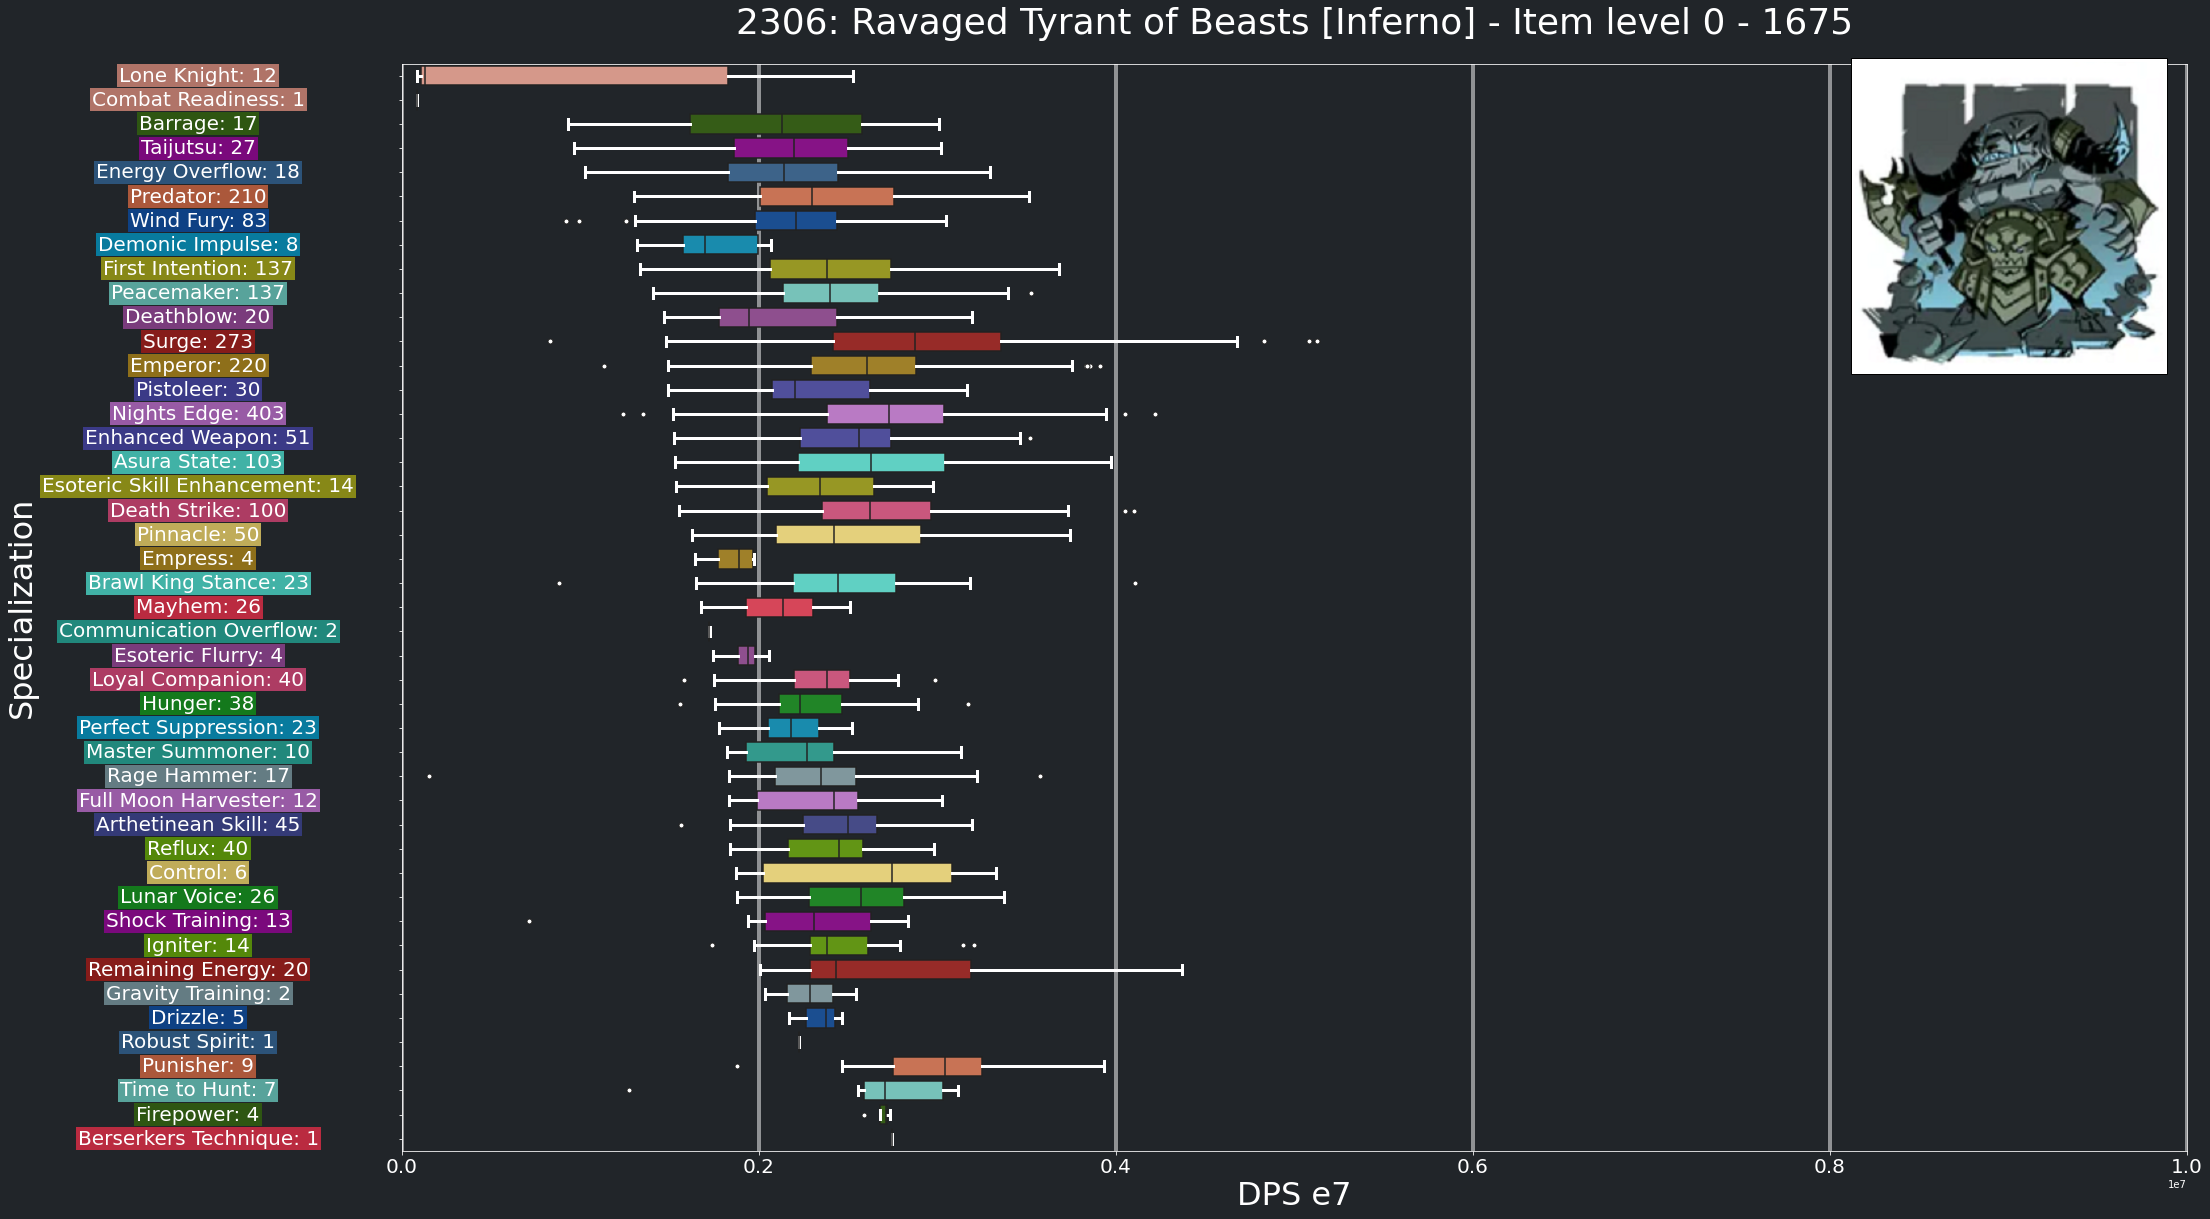 2306: Ravaged Tyrant of Beasts [Inferno] - Item level 0 - 1675
Specialization
Lone Knight: 12
Combat Readiness: 1
Barrage: 17
Taijutsu: 27
Energy Overflow: 18
Predator: 210
Wind Fury: 83
Demonic Impulse: 8
First Intention: 137
Peacemaker: 137
Deathblow: 20
Surge: 273
Emperor: 220
Pistoleer: 30
Nights Edge: 403
Enhanced Weapon: 51
Asura State: 103
Esoteric Skill Enhancement: 14
Death Strike: 100
Pinnacle: 50
Empress: 4
Brawl King Stance: 23
Mayhem: 26
Communication Overflow: 2
Esoteric Flurry: 4
Loyal Companion: 40
Hunger: 38
Perfect Suppression: 23
Master Summoner: 10
Rage Hammer: 17
Full Moon Harvester: 12
Arthetinean Skill: 45
Reflux: 40
Control: 6
Lunar Voice: 26
Shock Training: 13
Igniter: 14
Remaining Energy: 20
Gravity Training: 2
Drizzle: 5
Robust Spirit: 1
Punisher: 9
Time to Hunt: 7
Firepower: 4
Berserkers Technique: 1
0.0 0.2 0.4 0.6 0.8 1.0
1e7
DPS e7